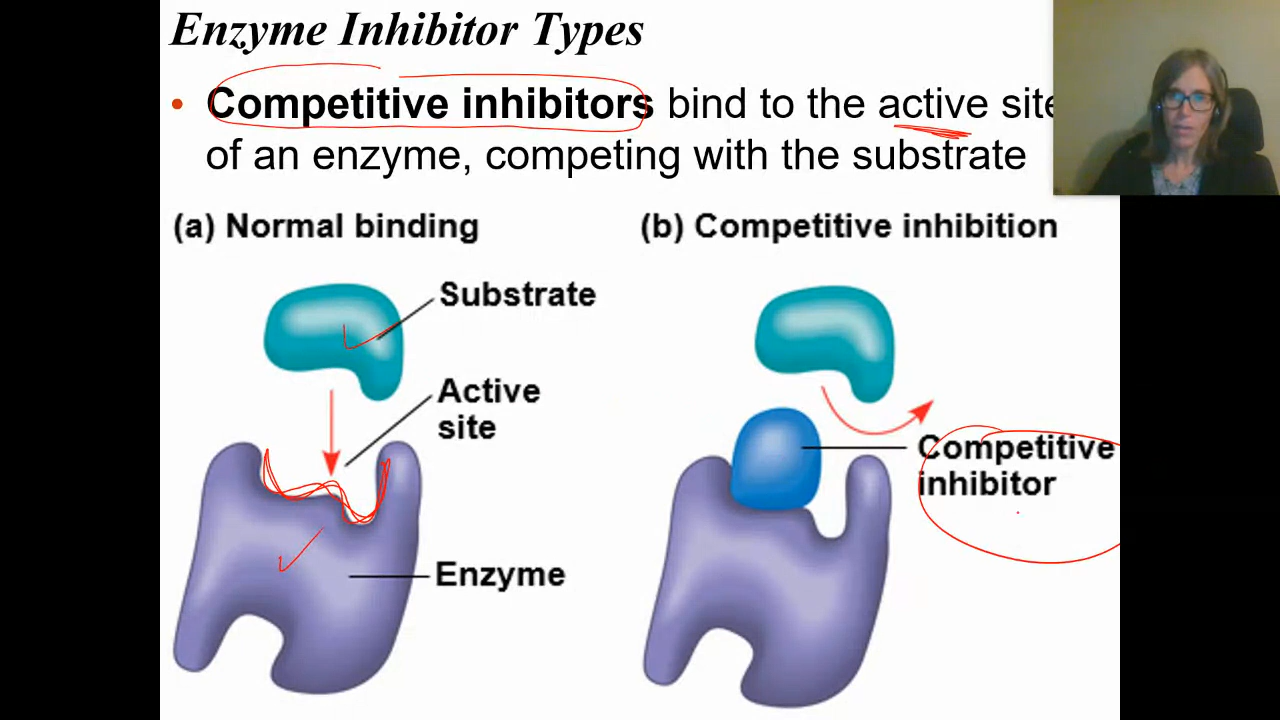 Enzyme Inhibitor Types
• Competitive inhibitors bind to the active site
of an enzyme, competing with the substrate
(a) Normal binding
(b) Competitive inhibition
Substrate
Active
site
Enzyme
Competitive
inhibitor